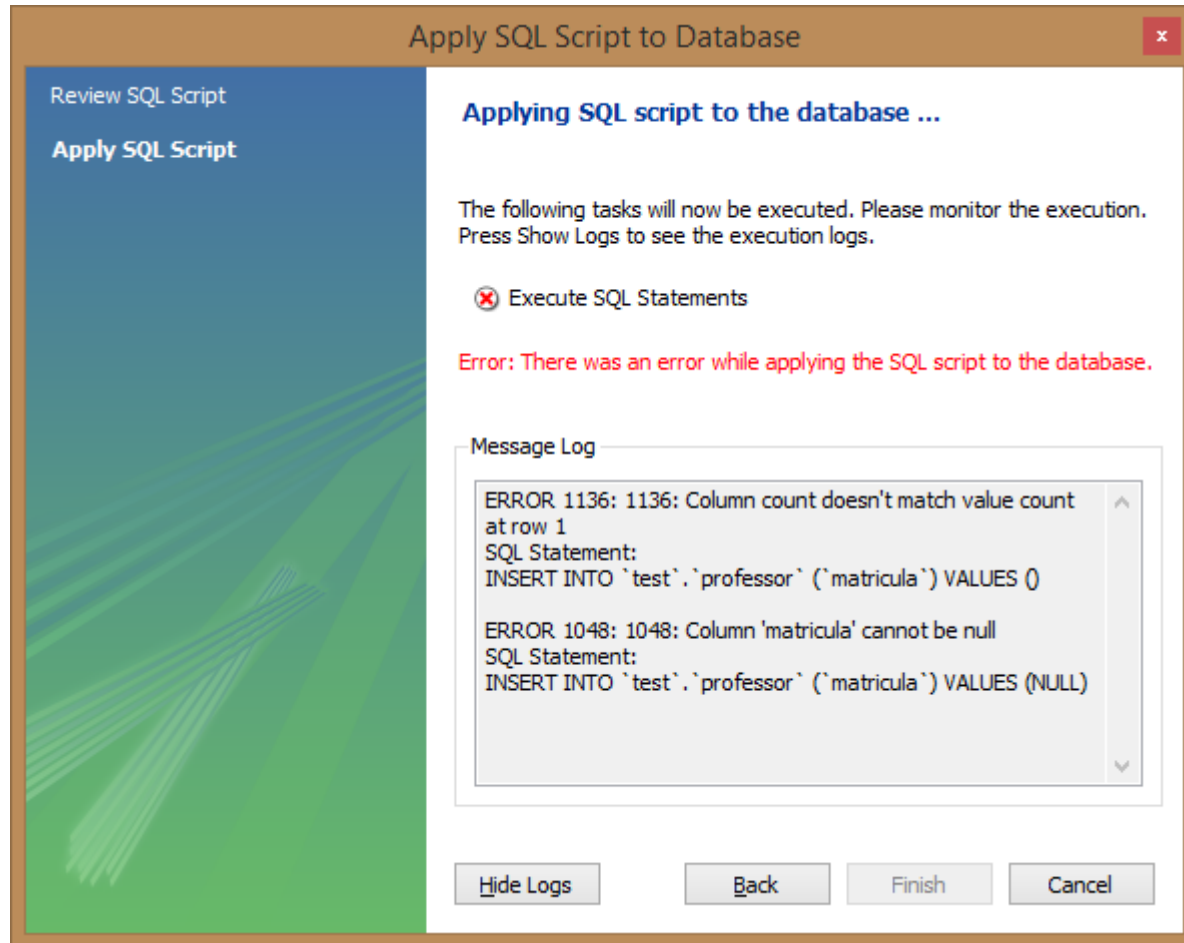 Apply SQL Script to Database
x
Review SQL Script
Apply SQL Script
Applying SQL script to the database ...
The following tasks will now be executed. Please monitor the execution.
Press Show Logs to see the execution logs.
Execute SQL Statements
Error: There was an error while applying the SQL script to the database.
Message Log
ERROR 1136: 1136: Column count doesn't match value count
at row 1
SQL Statement:
INSERT INTO `test`.`professor` (`matricula`) VALUES ()
ERROR 1048: 1048: Column 'matricula' cannot be null
SQL Statement:
INSERT INTO `test`.`professor` (`matricula`) VALUES (NULL)
Hide Logs
Back
Finish
Cancel